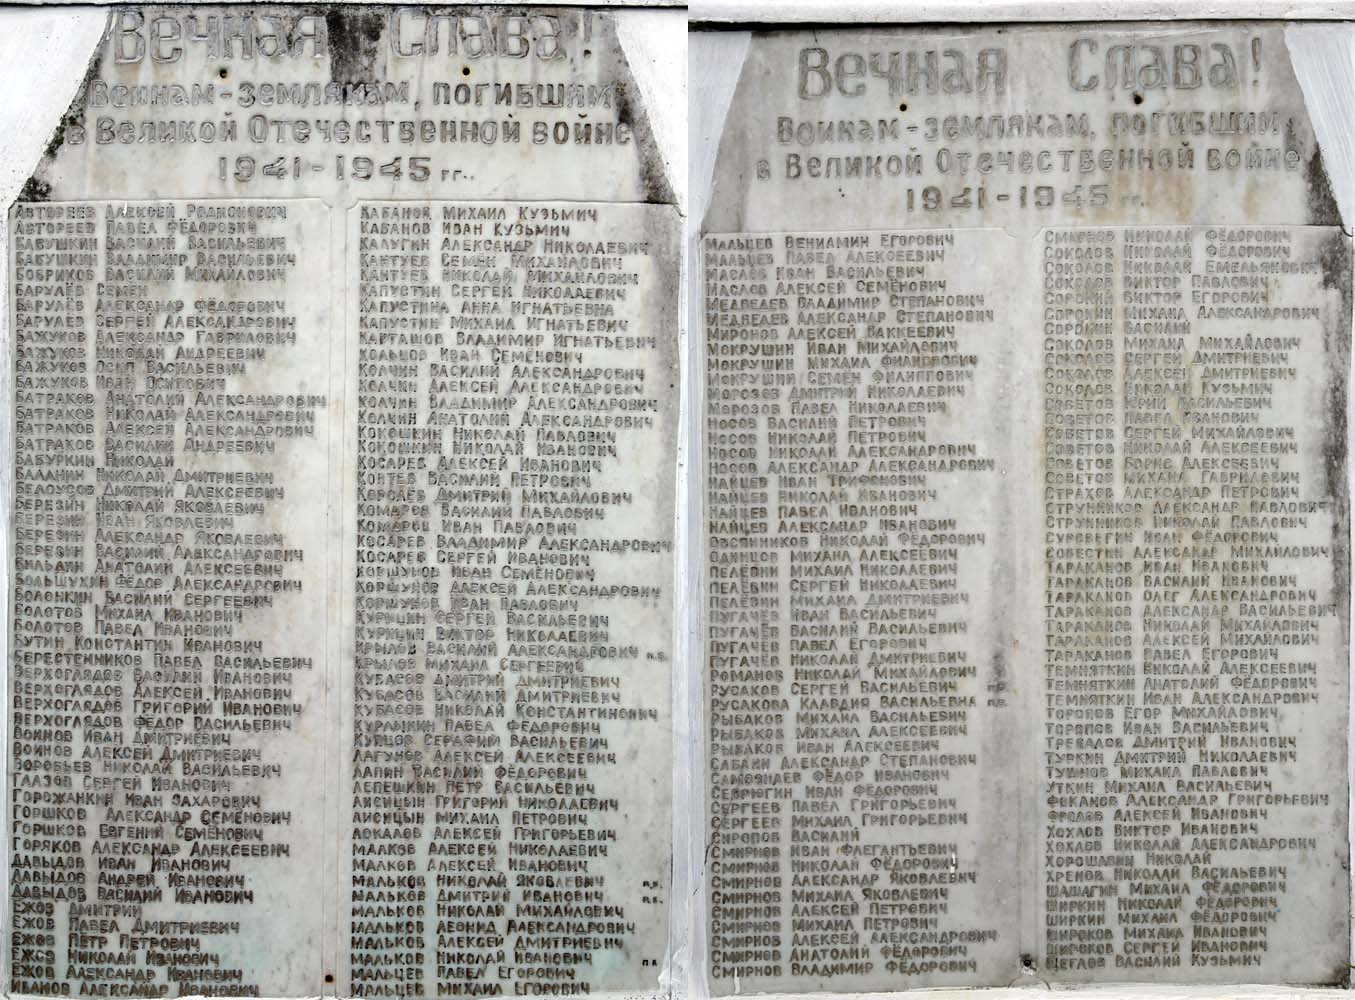 Вечная Слава!
Воинам-землякам, погибшим
в Великой Отечественной войне
1941-1945 гг.
Авторев Алексей Родионович
Авторев Павел Фёдорович
Бабушкин Василий Васильевич
Бабушкин Владимир Васильевич
Бобриков Василий Михайлович
Барулёв Семён
Барулёв Александр Фёдорович
Барулёв Сергей Александрович
Бажуков Александр Гаврилович
Бажуков Николай Андреевич
Бажуков Осип Васильевич
Бажуков Иван Осипович
Батраков Анатолий Александрович
Батраков Николай Александрович
Батраков Алексей Александрович
Батраков Василий Андреевич
Бабуркин Николай
Баланин Николай Дмитриевич
Белоусов Дмитрий Алексеевич
Березин Николай Яковлевич
Березин Иван Яковлевич
Березин Александр Яковлевич
Березин Василий Александрович
Бильдин Анатолий Алексеевич
Большухин Фёдор Александрович
Болонкин Василий Сергеевич
Болотов Михаил Иванович
Болотов Павел Иванович
Бутин Константин Иванович
Берестенников Павел Васильевич
Верхоглядов Василий Иванович
Верхоглядов Алексей Иванович
Верхоглядов Григорий Иванович
Верхоглядов Фёдор Васильевич
Воинов Иван Дмитриевич
Воинов Алексей Дмитриевич
Воробьев Николай Васильевич
Глазов Сергей Иванович
Горожанкин Иван Захарович
Горшков Александр Семёнович
Горшков Евгений Семёнович
Горяков Александр Алексеевич
Давыдов Иван Иванович
Давыдов Андрей Иванович
Давыдов Василий Иванович
Ежов Дмитрий
Ежов Павел Дмитриевич
Ежов Пётр Петрович
Ежов Николай Иванович
Ежов Александр Иванович
Иванов Александр Иванович
Кабанов Михаил Кузьмич
Кабанов Иван Кузьмич
Калугин Александр Николаевич
Кантуев Семён Михайлович
Кантуев Николай Михайлович
Капустин Сергей Николаевич
Капустина Анна Игнатьевна
Капустин Михаил Игнатьевич
Карташов Владимир Игнатьевич
Кольцов Иван Семёнович
Колчин Василий Александрович
Колчин Алексей Александрович
Колчин Владимир Александрович
Колчин Анатолий Александрович
Кокошкин Николай Павлович
Кокошкин Николай Иванович
Косарев Алексей Иванович
Контев Василий Петрович
Королёв Дмитрий Михайлович
Комаров Василий Павлович
Комаров Иван Павлович
Косарев Владимир Александрович
Косарев Сергей Иванович
Коршунов Иван Семёнович
Коршунов Алексей Александрович
Коршунов Иван Павлович
Курицин Сергей Васильевич
Курицин Виктор Николаевич
Крылов Василий Александрович п.в.
Крылов Михаил Сергеевич
Кубасов Дмитрий Дмитриевич
Кубасов Василий Дмитриевич
Кубасов Николай Константинович
Курлыкин Павел Фёдорович
Купцов Серафим Васильевич
Лагунов Алексей Алексеевич
Лапин Василий Фёдорович
Лепешкин Пётр Васильевич
Лисицын Григорий Николаевич
Лисицын Михаил Петрович
Локалов Алексей Григорьевич
Малков Алексей Николаевич
Малков Алексей Иванович
Мальков Николай Яковлевич п.в.
Мальков Дмитрий Иванович п.в.
Мальков Николай Михайлович
Мальков Леонид Александрович
Мальков Алексей Дмитриевич
Мальков Николай Иванович
Мальцев Павел Егорович
Мальцев Михаил Егорович
Вечная Слава!
Воинам-землякам, погибшим
в Великой Отечественной войне
1941-1945 гг.
Мальцев Вениамин Егорович
Мальцев Павел Алексеевич
Маслов Иван Васильевич
Маслов Алексей Семёнович
Медведев Владимир Степанович
Медведев Александр Степанович
Миронов Алексей Ваккеевич
Мокрушин Иван Михайлович
Мокрушин Михаил Филиппович
Мокрушин Семён Филиппович
Морозов Дмитрий Николаевич
Морозов Павел Николаевич
Носов Василий Петрович
Носов Николай Петрович
Носов Николай Александрович
Носов Александр Александрович
Найцев Иван Трифонович
Найцев Николай Иванович
Найцев Павел Иванович
Найцев Александр Иванович
Овсянников Николай Фёдорович
Одинцов Михаил Алексеевич
Пелевин Михаил Николаевич
Пелевин Сергей Николаевич
Пелевин Михаил Дмитриевич
Пугачёв Иван Васильевич
Пугачёв Василий Васильевич
Пугачёв Павел Егорович
Пугачёв Николай Дмитриевич
Романов Николай Михайлович
Русаков Сергей Васильевич п.в.
Русакова Клавдия Васильевна п.в.
Рыбаков Михаил Васильевич
Рыбаков Михаил Алексеевич
Рыбаков Иван Алексеевич
Сабаин Александр Степанович
Самознаев Фёдор Иванович
Севрюгин Иван Фёдорович
Сергеев Павел Григорьевич
Сергеев Михаил Григорьевич
Сиропов Василий
Смирнов Иван Флегантьевич
Смирнов Николай Фёдорович
Смирнов Александр Яковлевич
Смирнов Михаил Яковлевич
Смирнов Алексей Петрович
Смирнов Михаил Петрович
Смирнов Алексей Александрович
Смирнов Анатолий Фёдорович
Смирнов Владимир Фёдорович
Смирнов Николай Фёдорович
Соколов Николай Фёдорович
Соколов Николай Емельянович
Соколов Виктор Павлович
Сорокин Виктор Егорович
Сорокин Михаил Александрович
Сорокин Василий
Соколов Михаил Михайлович
Соколов Сергей Дмитриевич
Соколов Алексей Дмитриевич
Соколов Николай Кузьмич
Советов Юрий Васильевич
Советов Павел Иванович
Советов Сергей Михайлович
Советов Николай Алексеевич
Советов Борис Алексеевич
Советов Михаил Гаврилович
Страхов Александр Петрович
Струнников Александр Павлович
Струнников Николай Павлович
Суровегин Иван Фёдорович
Совестин Александр Михайлович
Тараканов Иван Иванович
Тараканов Василий Иванович
Тараканов Олег Александрович
Тараканов Александр Васильевич
Тараканов Николай Михайлович
Тараканов Алексей Михайлович
Тараканов Павел Егорович
Темняткин Николай Алексеевич
Темняткин Анатолий Фёдорович
Темняткин Иван Александрович
Торопов Егор Михайлович
Торопов Иван Васильевич
Тревалов Дмитрий Иванович
Туркин Дмитрий Николаевич
Тушнов Михаил Павлович
Уткин Михаил Васильевич
Фоканов Александр Григорьевич
Фролов Алексей Иванович
Хохлов Виктор Иванович
Хохлов Николай Александрович
Хорошавин Николай
Хренов Николай Васильевич
Шашагин Михаил Фёдорович
Ширкин Николай Фёдорович
Ширкин Михаил Фёдорович
Широков Михаил Иванович
Широков Сергей Иванович
Щеглов Василий Кузьмич